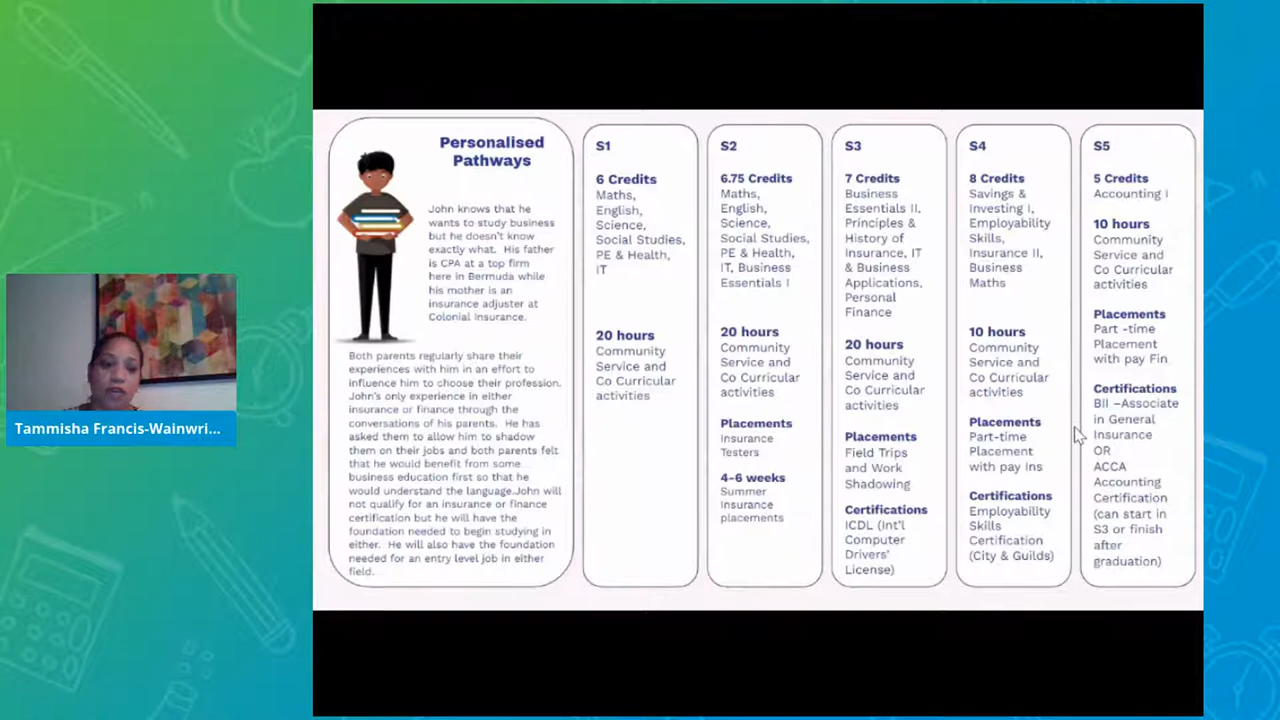 Personalised
Pathways
John knows that he
wants to study business
but he doesn't know
exactly what. His father
is CPA at a top firm
here in Bermuda while
his mother is an
insurance adjuster at
Colonial Insurance.
Both parents regularly share their
experiences with him in an effort to
influence him to choose their profession.
John's only experience in either
insurance or finance through the
conversations of his parents. He has
asked them to allow him to shadow
them on their jobs and both parents felt
that he would benefit from some
business education first so that he
would understand the language.John will
not qualify for an insurance or finance
certification but he will have the
foundation needed to begin studying in
either. He will also have the foundation
needed for an entry level job in either
field.
S1
6 Credits
Maths,
English,
Science,
Social Studies,
PE & Health,
IT
20 hours
Community
Service and
Co Curricular
activities
S2
6.75 Credits
Maths,
English,
Science,
Social Studies,
PE & Health,
IT, Business
Essentials I
20 hours
Community
Service and
Co Curricular
activities
Placements
Insurance
Testers
4-6 weeks
Summer
Insurance
placements
S3
7 Credits
Business
Essentials II,
Principles &
History of
Insurance, IT
& Business
Applications,
Personal
Finance
20 hours
Community
Service and
Co Curricular
activities
Placements
Field Trips
and Work
Shadowing
Certifications
ICDL (Int'l
Computer
Drivers'
License)
S4
8 Credits
Savings &
Investing I,
Employability
Skills,
Insurance II,
Business
Maths
10 hours
Community
Service and
Co Curricular
activities
Placements
Part-time
Placement
with pay Ins
Certifications
Employability
Skills
Certification
(City & Guilds)
S5
5 Credits
Accounting I
10 hours
Community
Service and
Co Curricular
activities
Placements
Part -time
Placement
with pay Fin
Certifications
BII –Associate
in General
Insurance
OR
ACCA
Accounting
Certification
(can start in
S3 or finish
after
graduation)
Tammisha Francis-Wainwri...